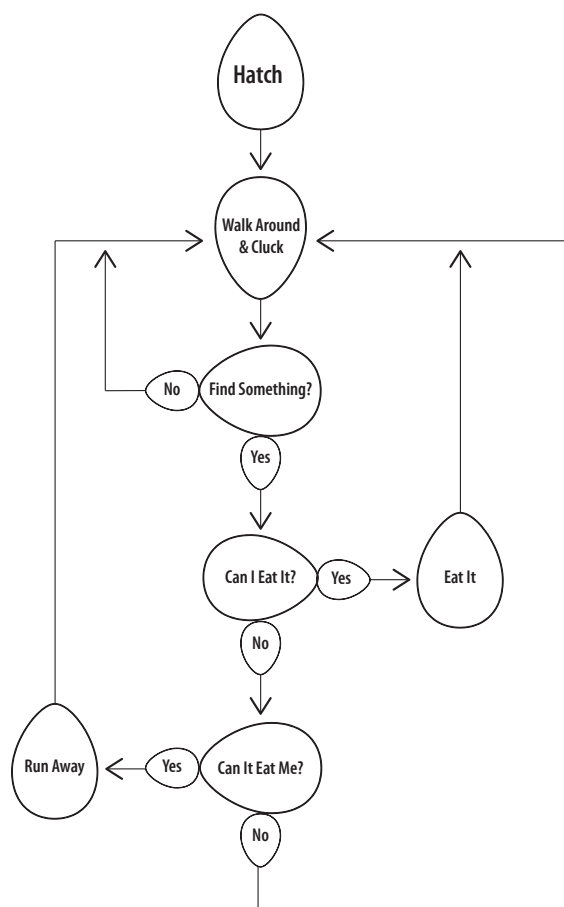 Hatch
Walk Around
& Cluck
No
Find Something?
Yes
Can I Eat It?
Yes
Eat It
No
Run Away
Yes
Can It Eat Me?
No